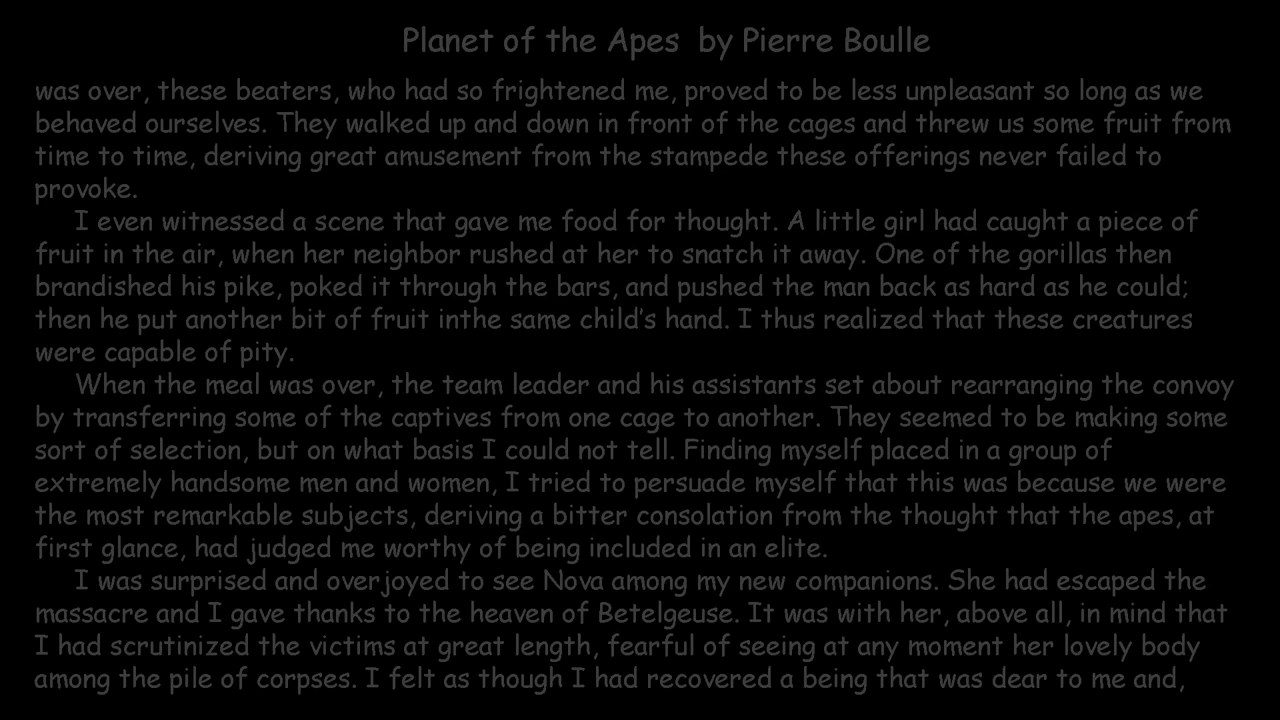 Planet of the Apes  by Pierre Boulle
was over, these beaters, who had so frightened me, proved to be less unpleasant so long as we
behaved ourselves. They walked up and down in front of the cages and threw us some fruit from
time to time, deriving great amusement from the stampede these offerings never failed to
provoke.
I even witnessed a scene that gave me food for thought. A little girl had caught a piece of
fruit in the air, when her neighbor rushed at her to snatch it away. One of the gorillas then
brandished his pike, poked it through the bars, and pushed the man back as hard as he could;
then he put another bit of fruit inthe same child's hand. I thus realized that these creatures
were capable of pity.
When the meal was over, the team leader and his assistants set about rearranging the convoy
by transferring some of the captives from one cage to another. They seemed to be making some
sort of selection, but on what basis I could not tell. Finding myself placed in a group of
extremely handsome men and women, I tried to persuade myself that this was because we were
the most remarkable subjects, deriving a bitter consolation from the thought that the apes, at
first glance, had judged me worthy of being included in an elite.
I was surprised and overjoyed to see Nova among my new companions. She had escaped the
massacre and I gave thanks to the heaven of Betelgeuse. It was with her, above all, in mind that
I had scrutinized the victims at great length, fearful of seeing at any moment her lovely body
among the pile of corpses. I felt as though I had recovered a being that was dear to me and,